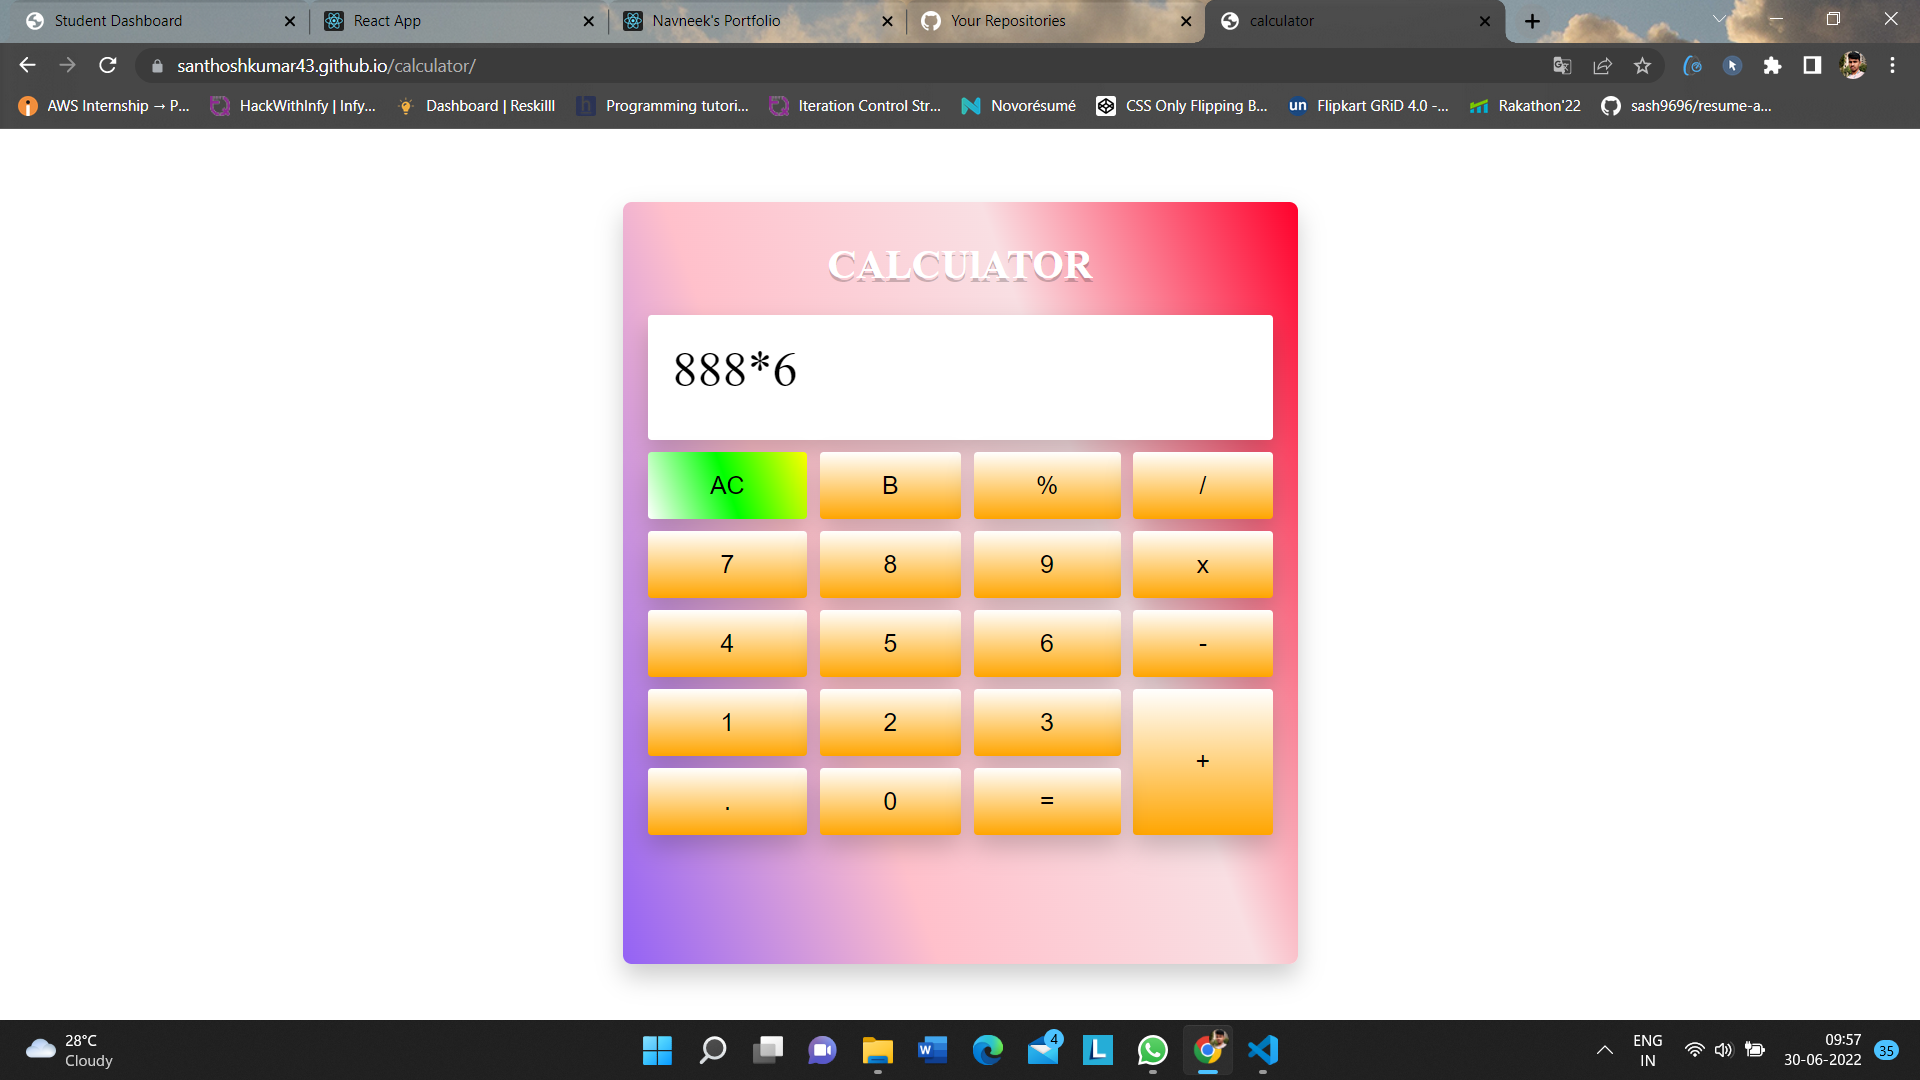 Student Dashboard
React App
Navneek's Portfolio
Your Repositories
calculator
santhoshkumar43.github.io/calculator/
AWS Internship → P...
HackWithInfy | Infy...
Dashboard | Reskilll
Programming tutori...
Iteration Control Str...
Novorésumé
CSS Only Flipping B...
un
Flipkart GRiD 4.0 -...
Rakathon'22
sash9696/resume-a...
CALCUlATOR
888*6
AC B % /
7 8 9 x
4 5 6 -
1 2 3
+
. 0 =
28°C
Cloudy
W
4
L
ENG
IN
09:57
30-06-2022
35